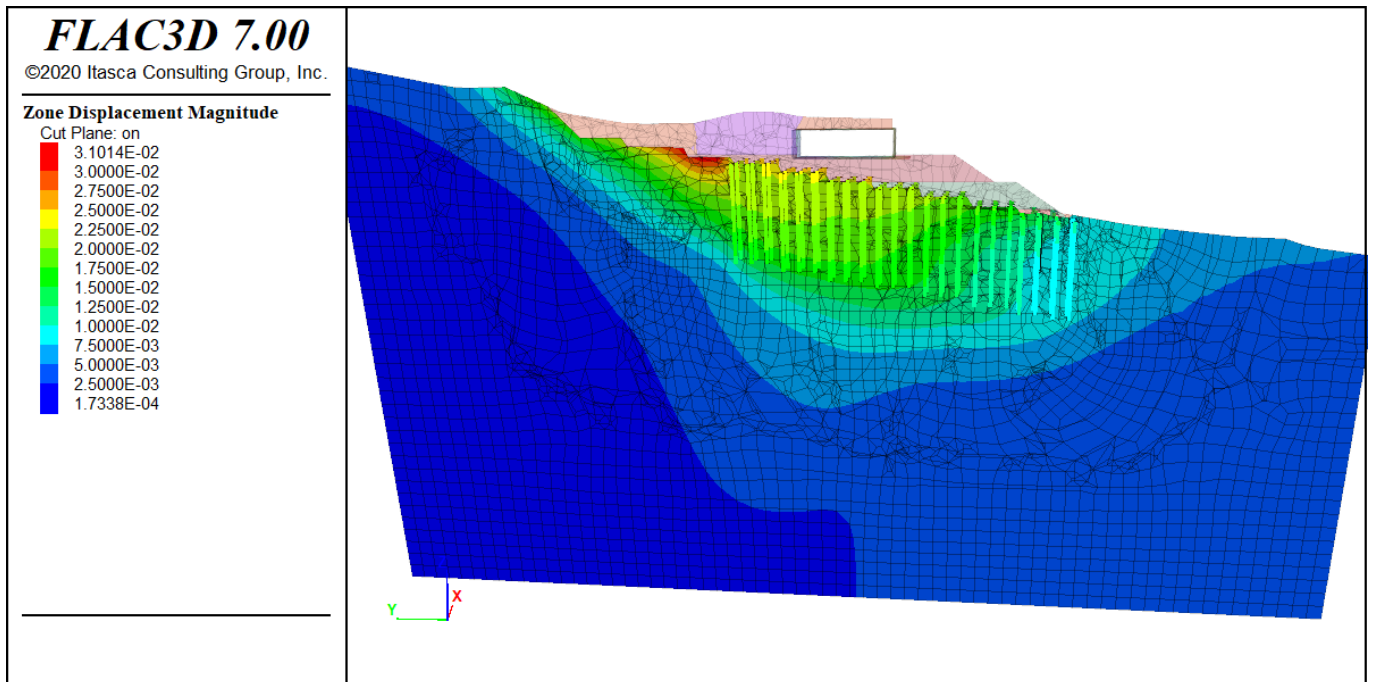 FLAC3D 7.00
©2020 Itasca Consulting Group, Inc.
Zone Displacement Magnitude
Cut Plane: on
3.1014E-02
3.0000E-02
2.7500E-02
2.5000E-02
2.2500E-02
2.0000E-02
1.7500E-02
1.5000E-02
1.2500E-02
1.0000E-02
7.5000E-03
5.0000E-03
2.5000E-03
1.7338E-04
Y
X